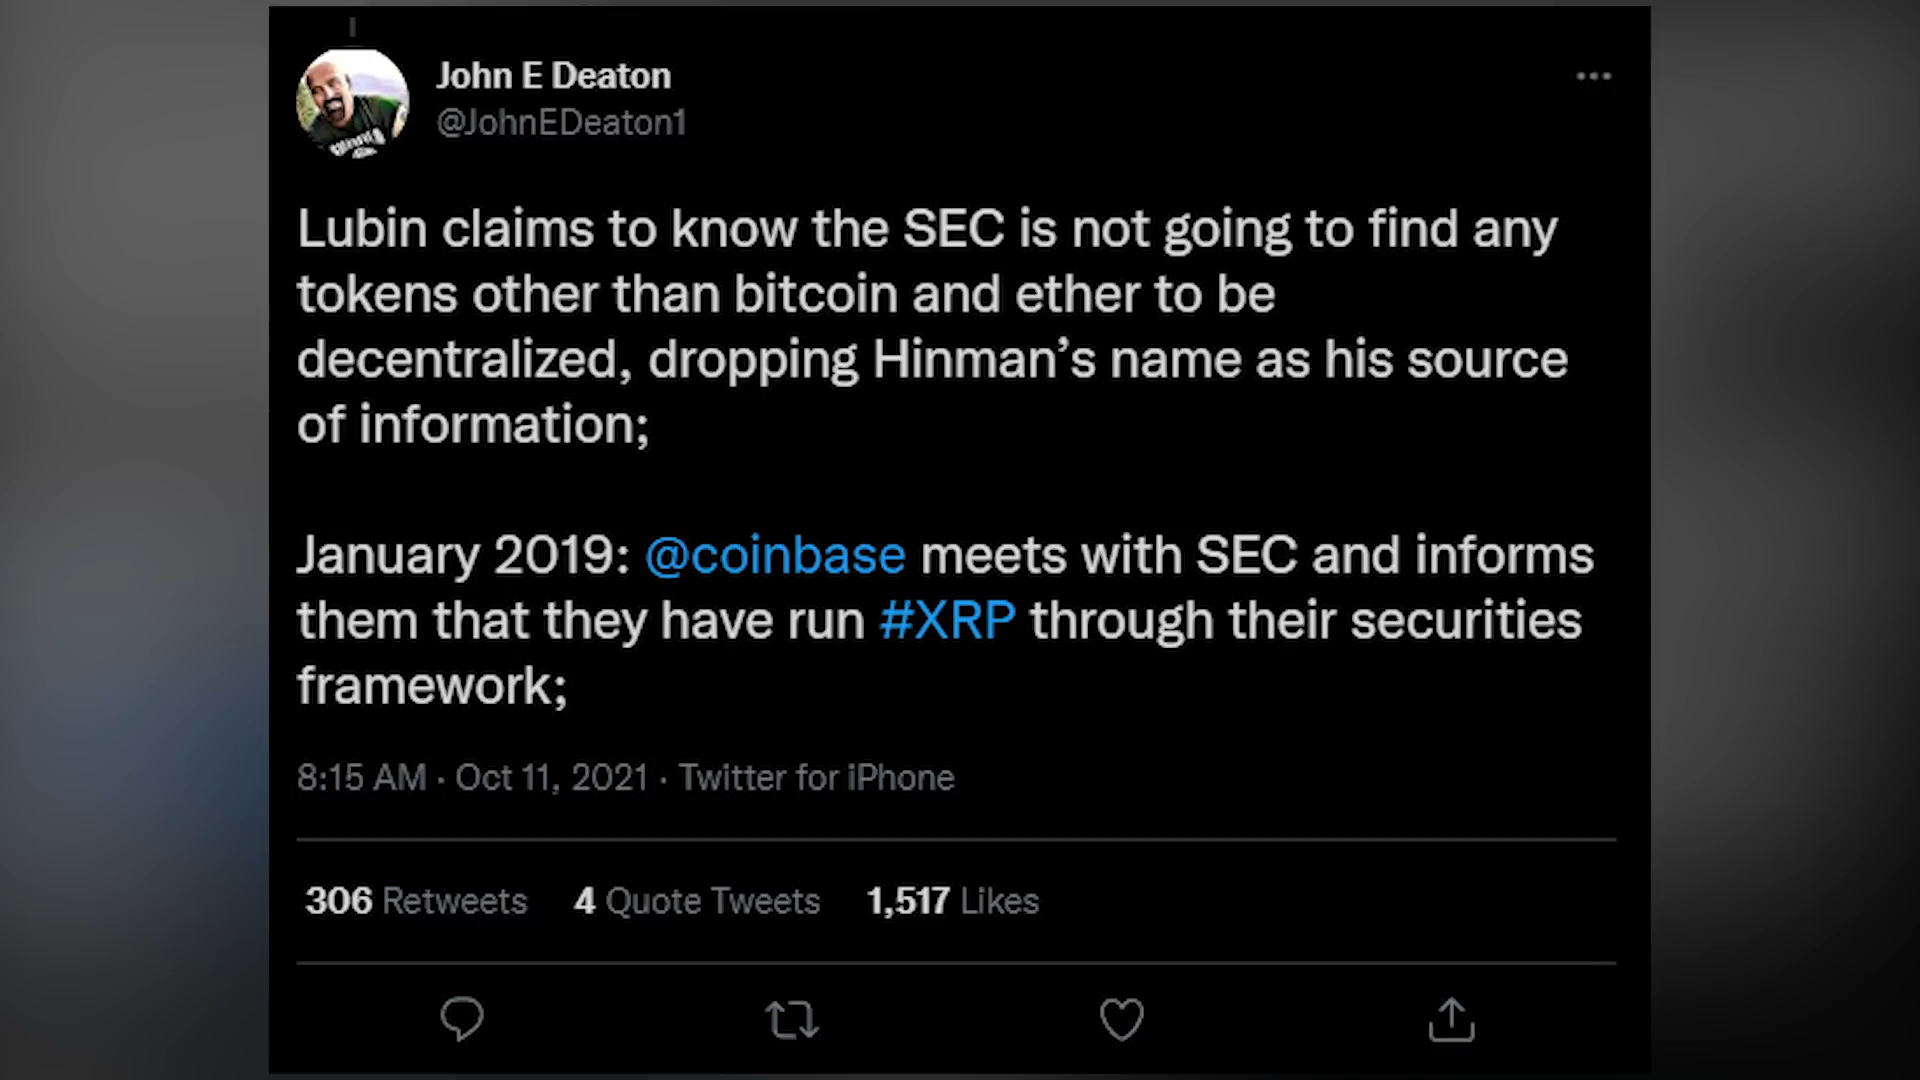 John E Deaton
@JohnEDeaton1
Lubin claims to know the SEC is not going to find any
tokens other than bitcoin and ether to be
decentralized, dropping Hinman’s name as his source
of information;
January 2019: @coinbase meets with SEC and informs
them that they have run #XRP through their securities
framework;
8:15 AM · Oct 11, 2021 · Twitter for iPhone
306 Retweets 4 Quote Tweets 1,517 Likes